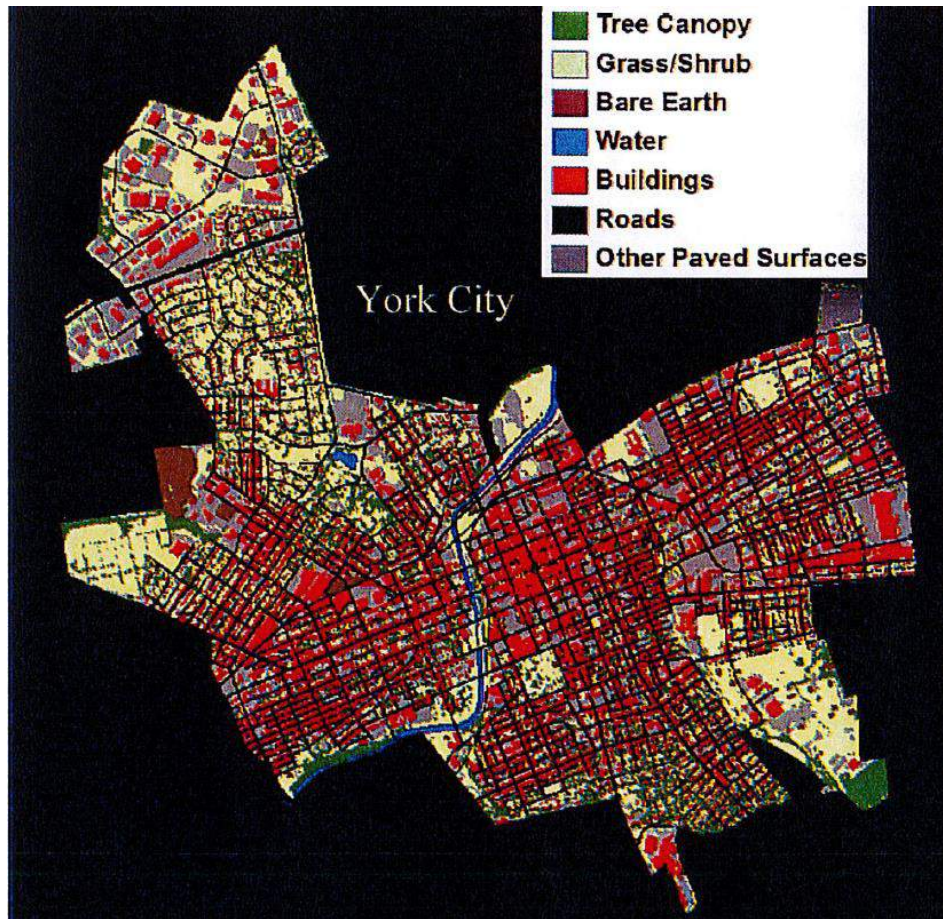 Tree Canopy
Grass/Shrub
Bare Earth
Water
Buildings
Roads
Other Paved Surfaces
York City